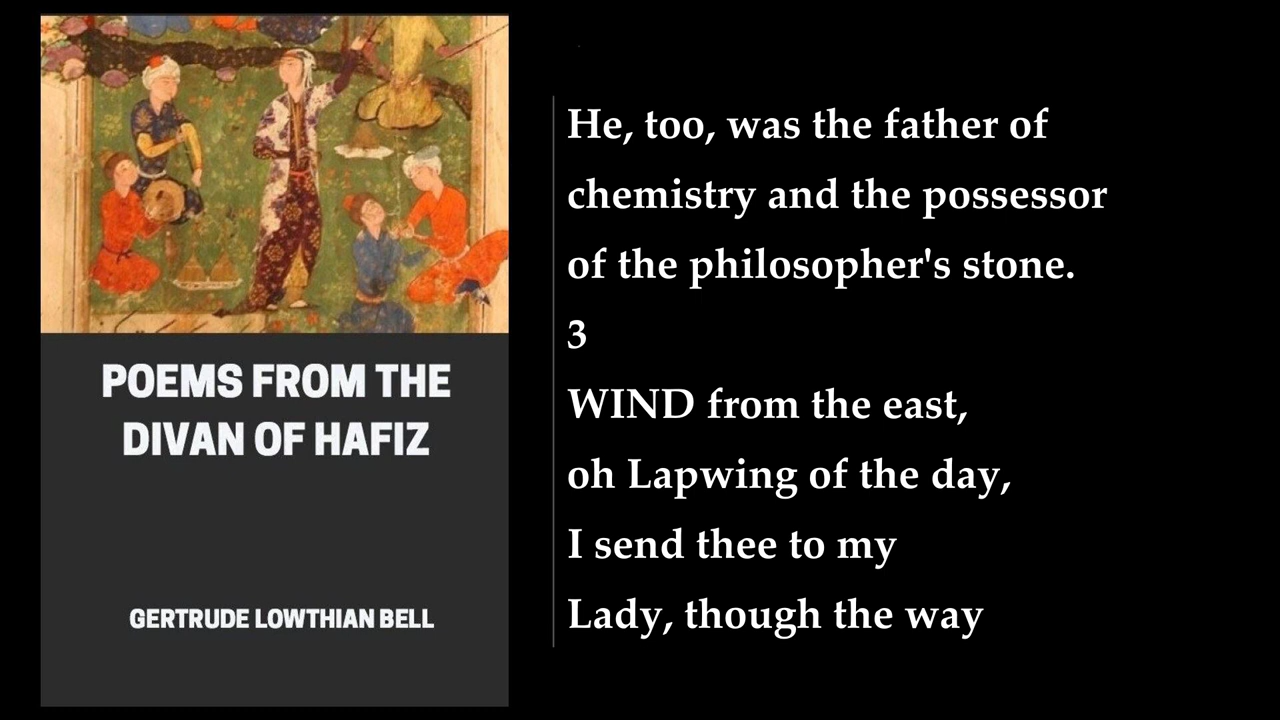 POEMS FROM THE
DIVAN OF HAFIZ
GERTRUDE LOWTHIAN BELL
He, too, was the father of
chemistry and the possessor
of the philosopher's stone.
3
WIND from the east,
oh Lapwing of the day,
I send thee to my
Lady, though the way